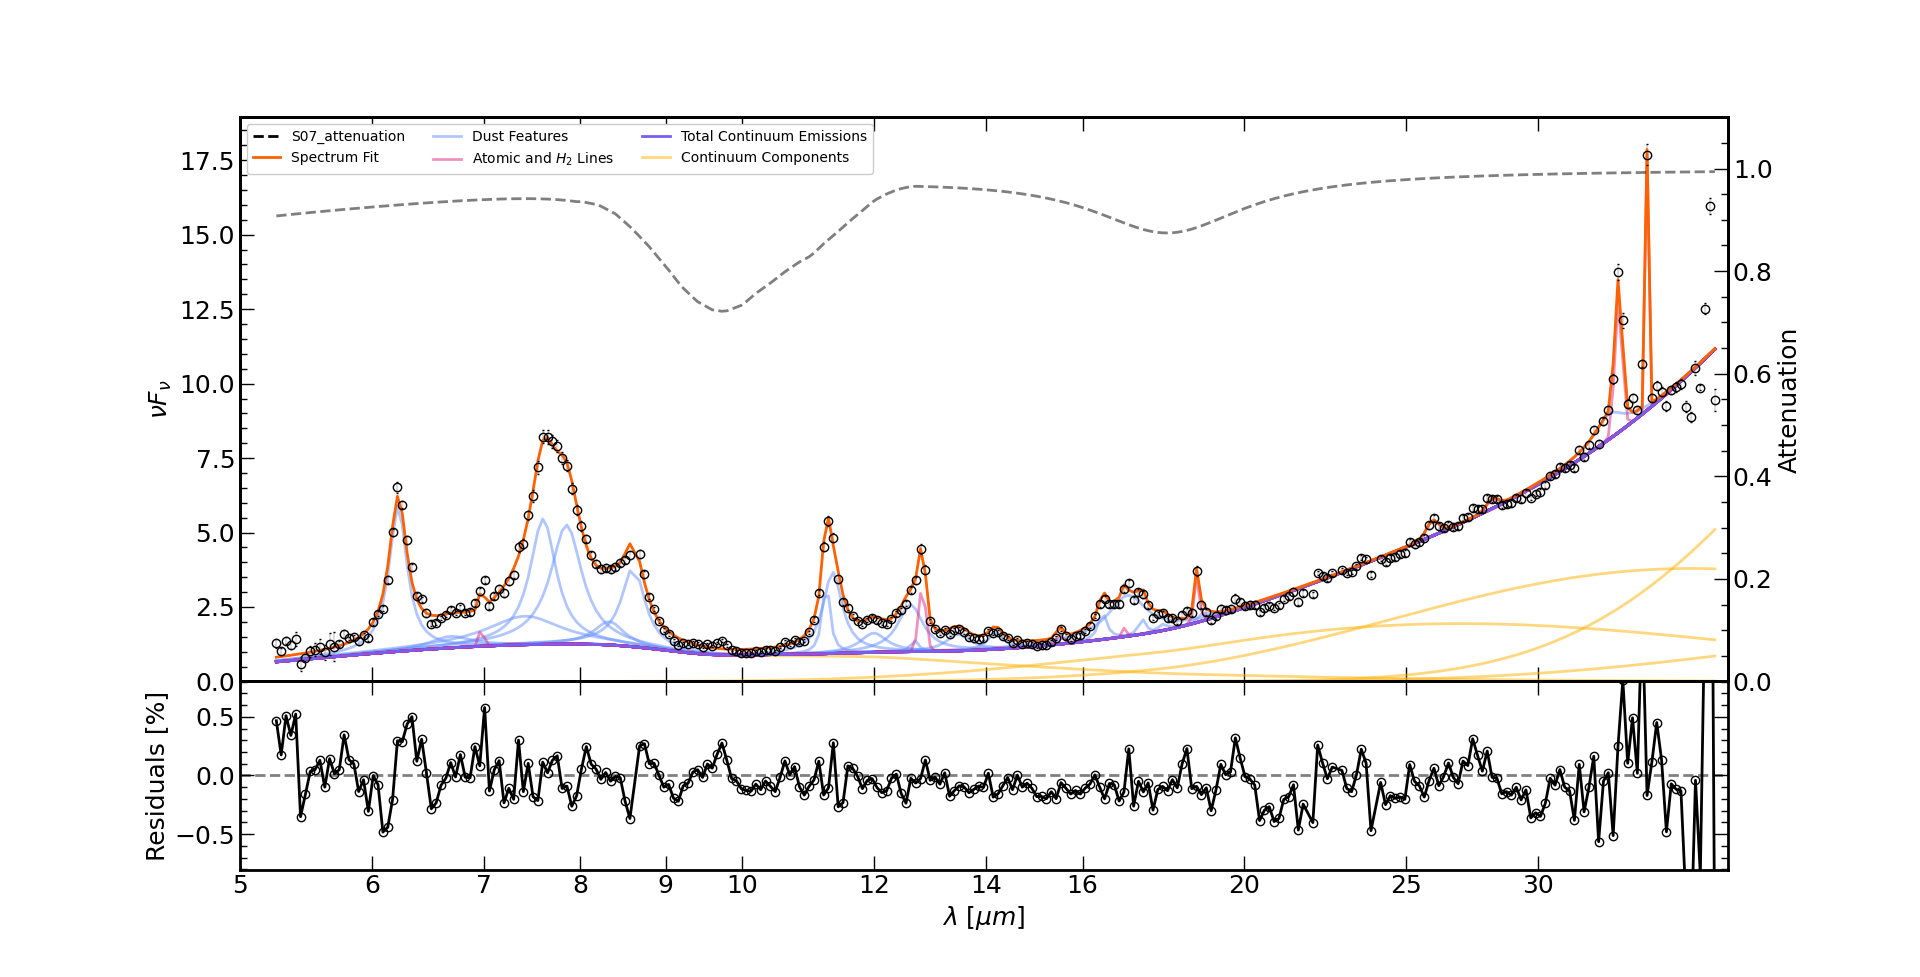 S07_attenuation
Spectrum Fit
Dust Features
Atomic and H₂ Lines
Total Continuum Emissions
Continuum Components
17.5
15.0
12.5
10.0
7.5
5.0
2.5
0.0
νFν
1.0
0.8
0.6
0.4
0.2
0.0
Attenuation
0.5
0.0
−0.5
Residuals [%]
5 6 7 8 9 10 12 14 16 20 25 30
λ [μm]